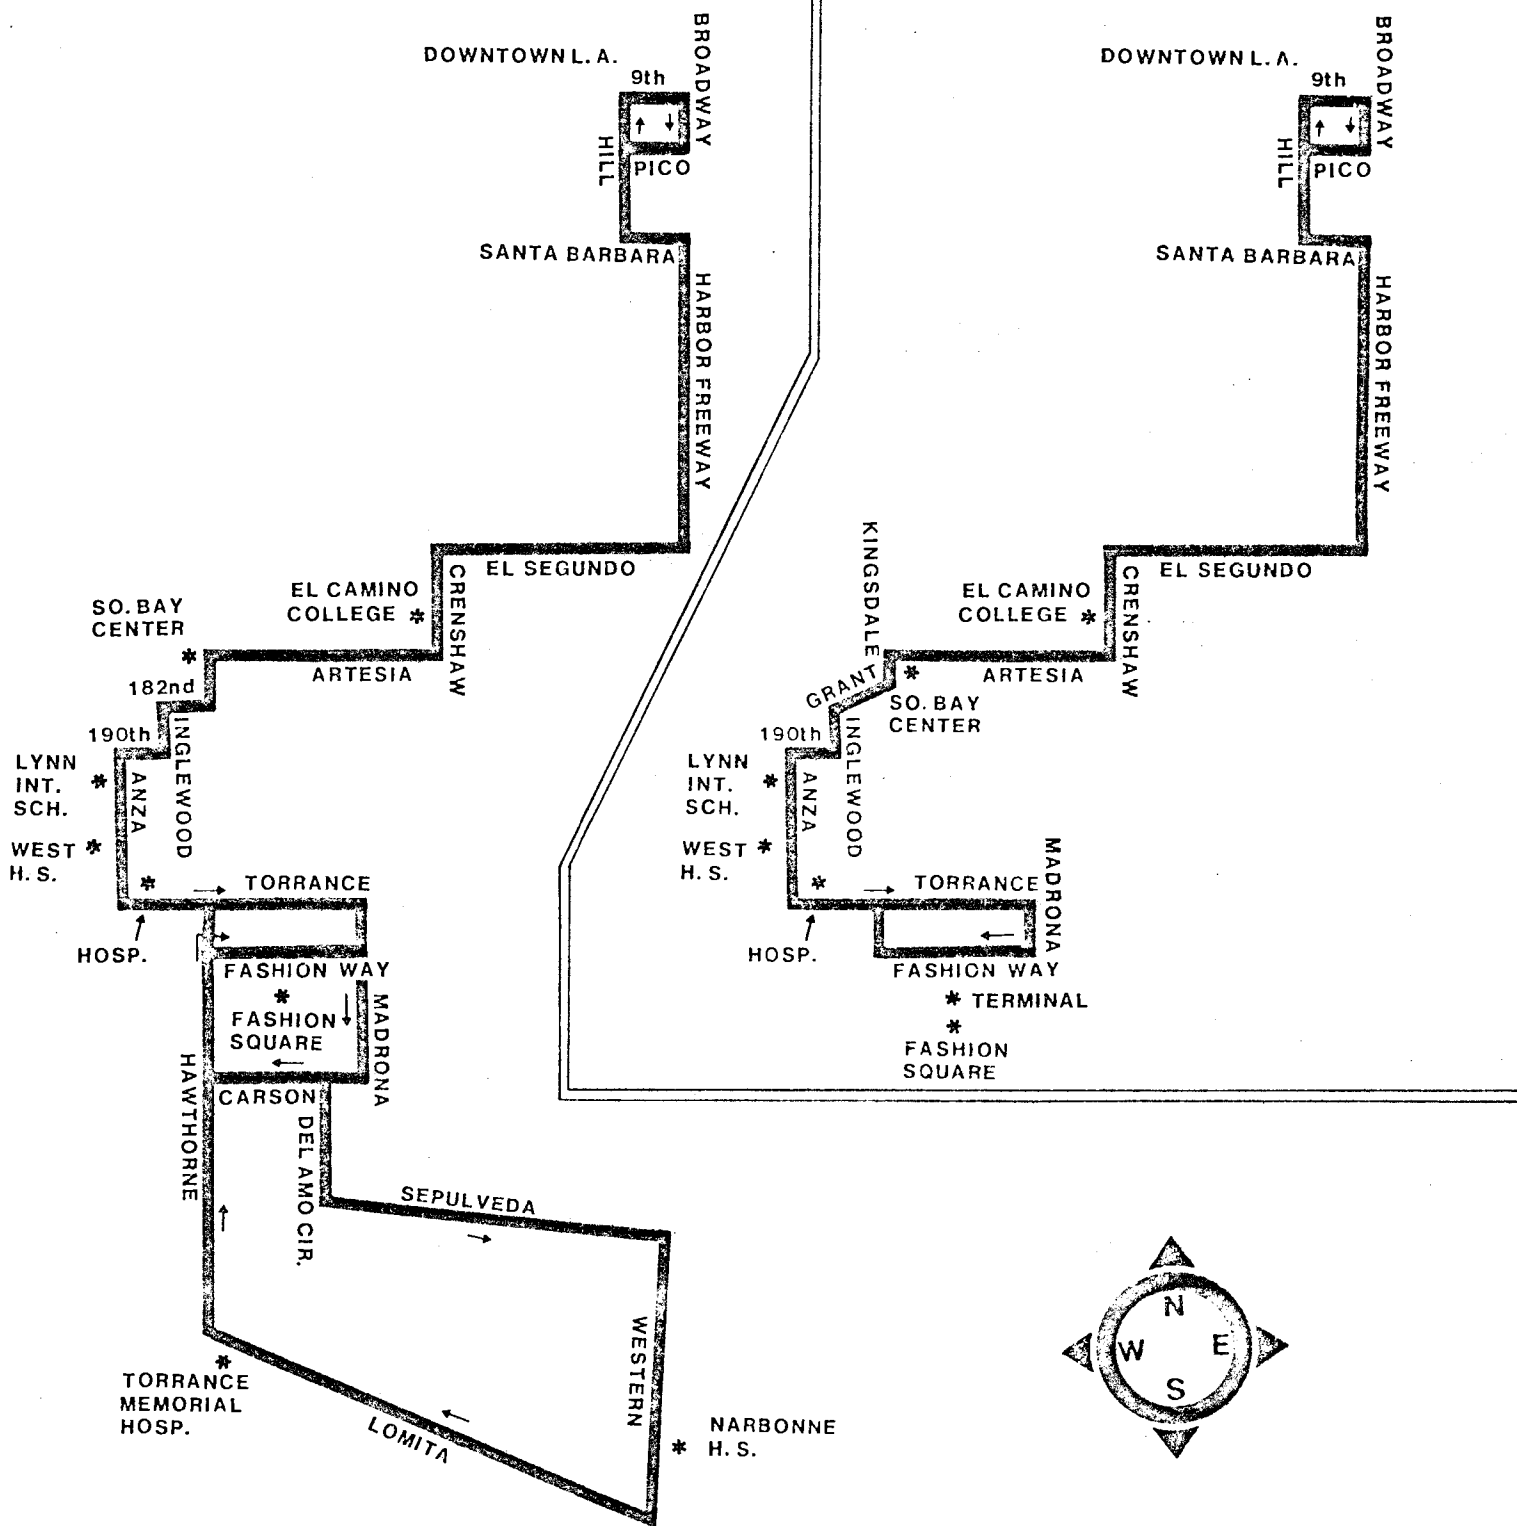 DOWNTOWN L. A.
9th
BROADWAY
HILL
PICO
SANTA BARBARA
HARBOR FREEWAY
EL SEGUNDO
CRENSHAW
EL CAMINO
COLLEGE *
SO. BAY
CENTER
*
ARTESIA
182nd
INGLEWOOD
190th
ANZA
LYNN
INT. *
SCH.
WEST *
H. S.
*
HOSP.
TORRANCE
FASHION WAY
*
FASHION
SQUARE
MADRONA
HAWTHORNE
CARSON
DEL AMO CIR.
SEPULVEDA
WESTERN
LOMITA
*
TORRANCE
MEMORIAL
HOSP.
* NARBONNE
H. S.
DOWNTOWN L. A.
9th
BROADWAY
HILL
PICO
SANTA BARBARA
HARBOR FREEWAY
EL SEGUNDO
CRENSHAW
EL CAMINO
COLLEGE *
KINGSDALE
ARTESIA
GRANT
*
SO. BAY
CENTER
INGLEWOOD
190th
ANZA
LYNN
INT. *
SCH.
WEST *
H. S.
*
HOSP.
TORRANCE
MADRONA
FASHION WAY
* TERMINAL
*
FASHION
SQUARE
N
W E
S